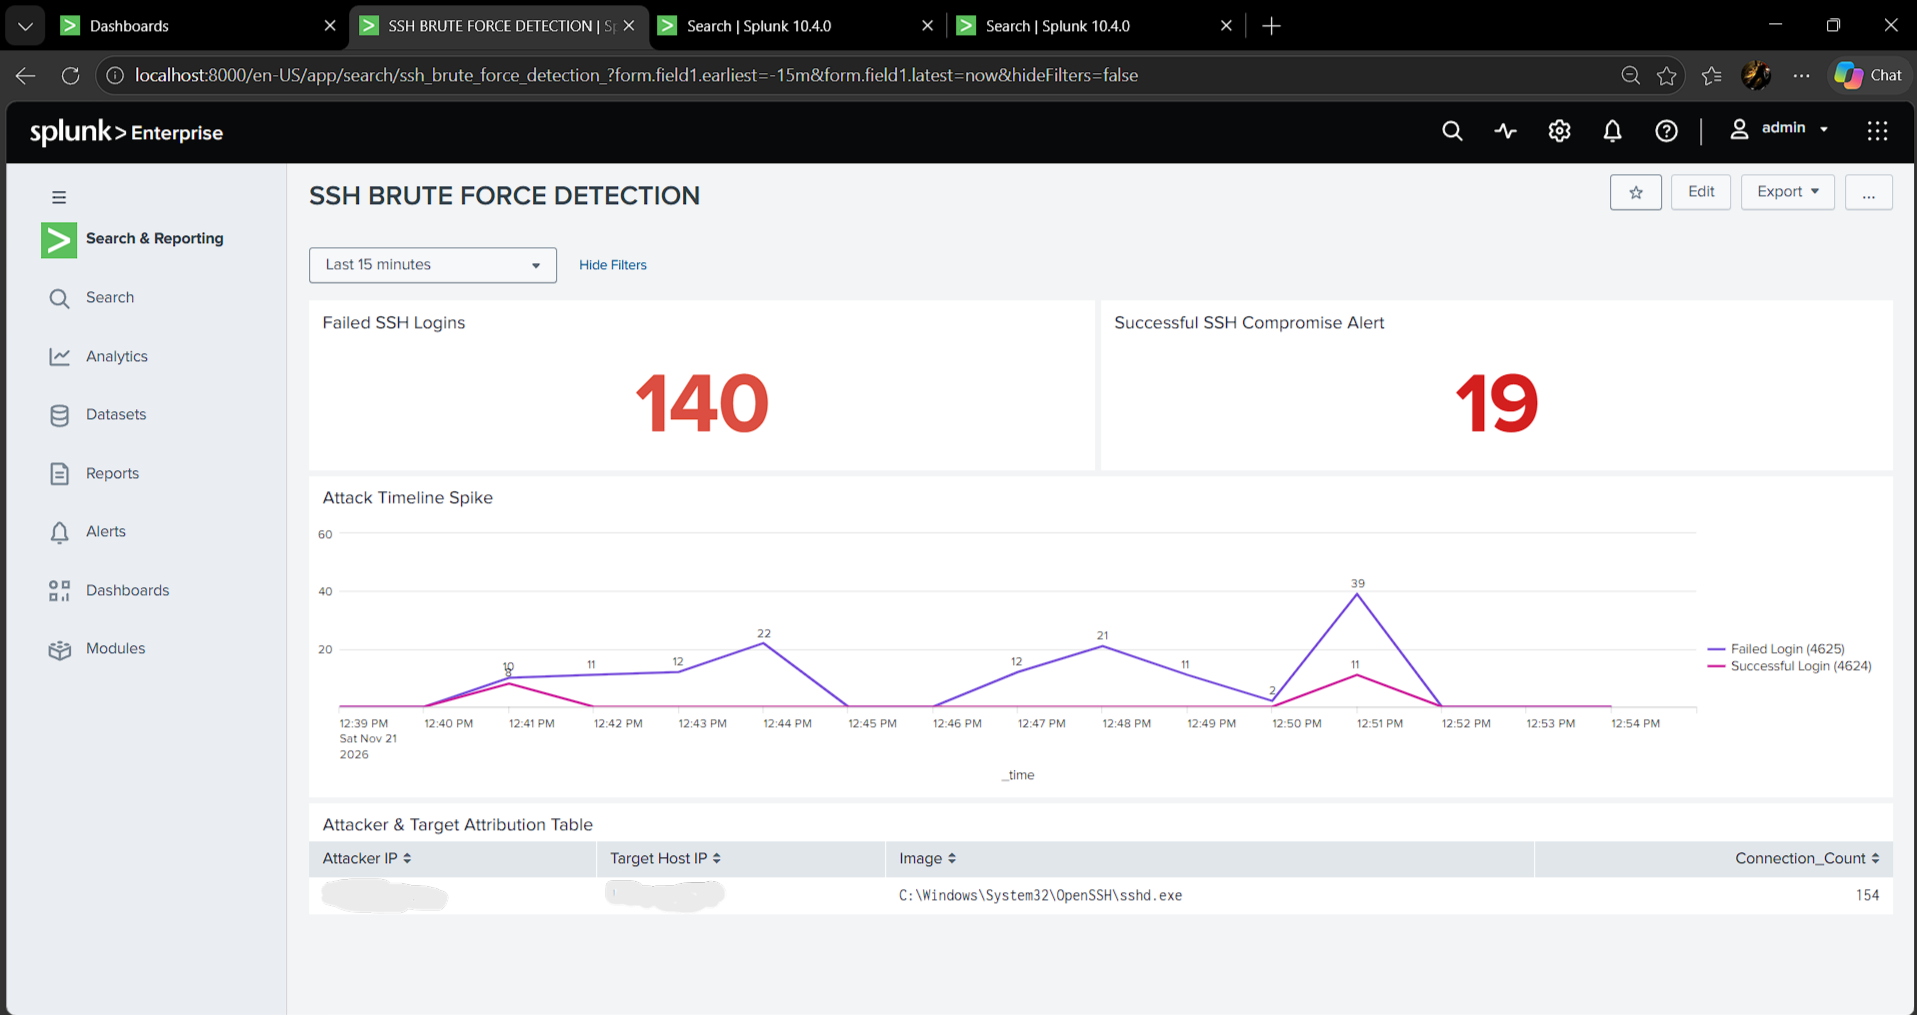 Dashboards
SSH BRUTE FORCE DETECTION | Sp
Search | Splunk 10.4.0
Search | Splunk 10.4.0
localhost:8000/en-US/app/search/ssh_brute_force_detection_?form.field1.earliest=-15m&form.field1.latest=now&hideFilters=false
Chat
splunk>Enterprise
admin
SSH BRUTE FORCE DETECTION
Edit
Export
...
Search & Reporting
Search
Analytics
Datasets
Reports
Alerts
Dashboards
Modules
Last 15 minutes
Hide Filters
Failed SSH Logins
140
Successful SSH Compromise Alert
19
Attack Timeline Spike
60
40
20
10
8
11
12
22
12
21
11
2
39
11
12:39 PM
Sat Nov 21
2026
12:40 PM
12:41 PM
12:42 PM
12:43 PM
12:44 PM
12:45 PM
12:46 PM
12:47 PM
12:48 PM
12:49 PM
12:50 PM
12:51 PM
12:52 PM
12:53 PM
12:54 PM
_time
Failed Login (4625)
Successful Login (4624)
Attacker & Target Attribution Table
Attacker IP
Target Host IP
Image
Connection_Count
C:\Windows\System32\OpenSSH\sshd.exe
154